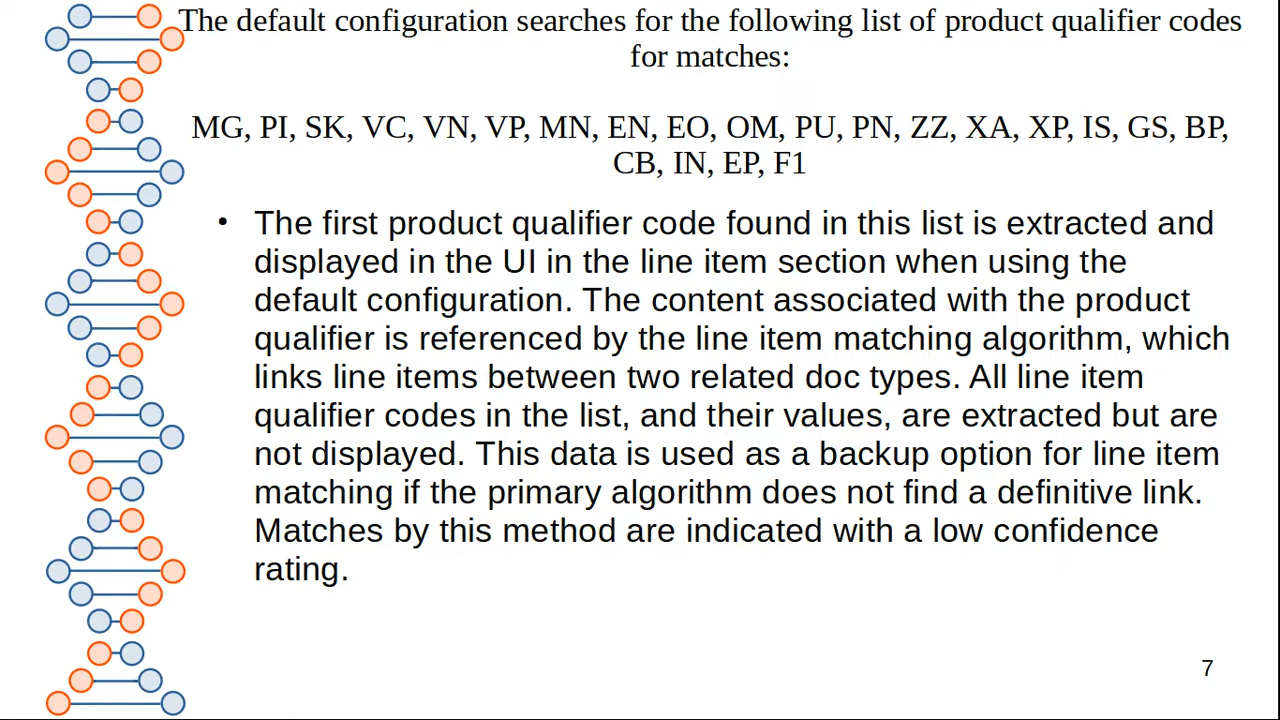 The default configuration searches for the following list of product qualifier codes
for matches:
MG, PI, SK, VC, VN, VP, MN, EN, EO, OM, PU, PN, ZZ, XA, XP, IS, GS, BP,
CB, IN, EP, F1
• The first product qualifier code found in this list is extracted and
displayed in the UI in the line item section when using the
default configuration. The content associated with the product
qualifier is referenced by the line item matching algorithm, which
links line items between two related doc types. All line item
qualifier codes in the list, and their values, are extracted but are
not displayed. This data is used as a backup option for line item
matching if the primary algorithm does not find a definitive link.
Matches by this method are indicated with a low confidence
rating.
7